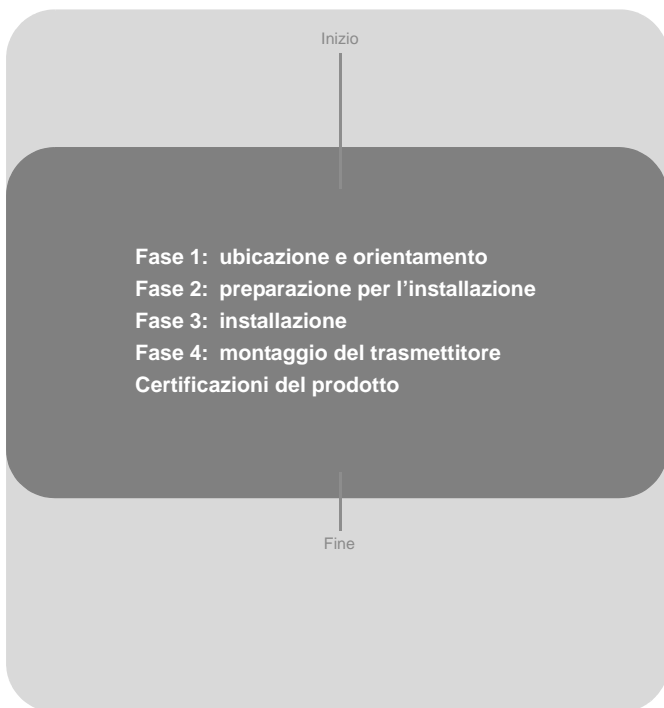 Inizio
Fase 1: ubicazione e orientamento
Fase 2: preparazione per l’installazione
Fase 3: installazione
Fase 4: montaggio del trasmettitore
Certificazioni del prodotto
Fine